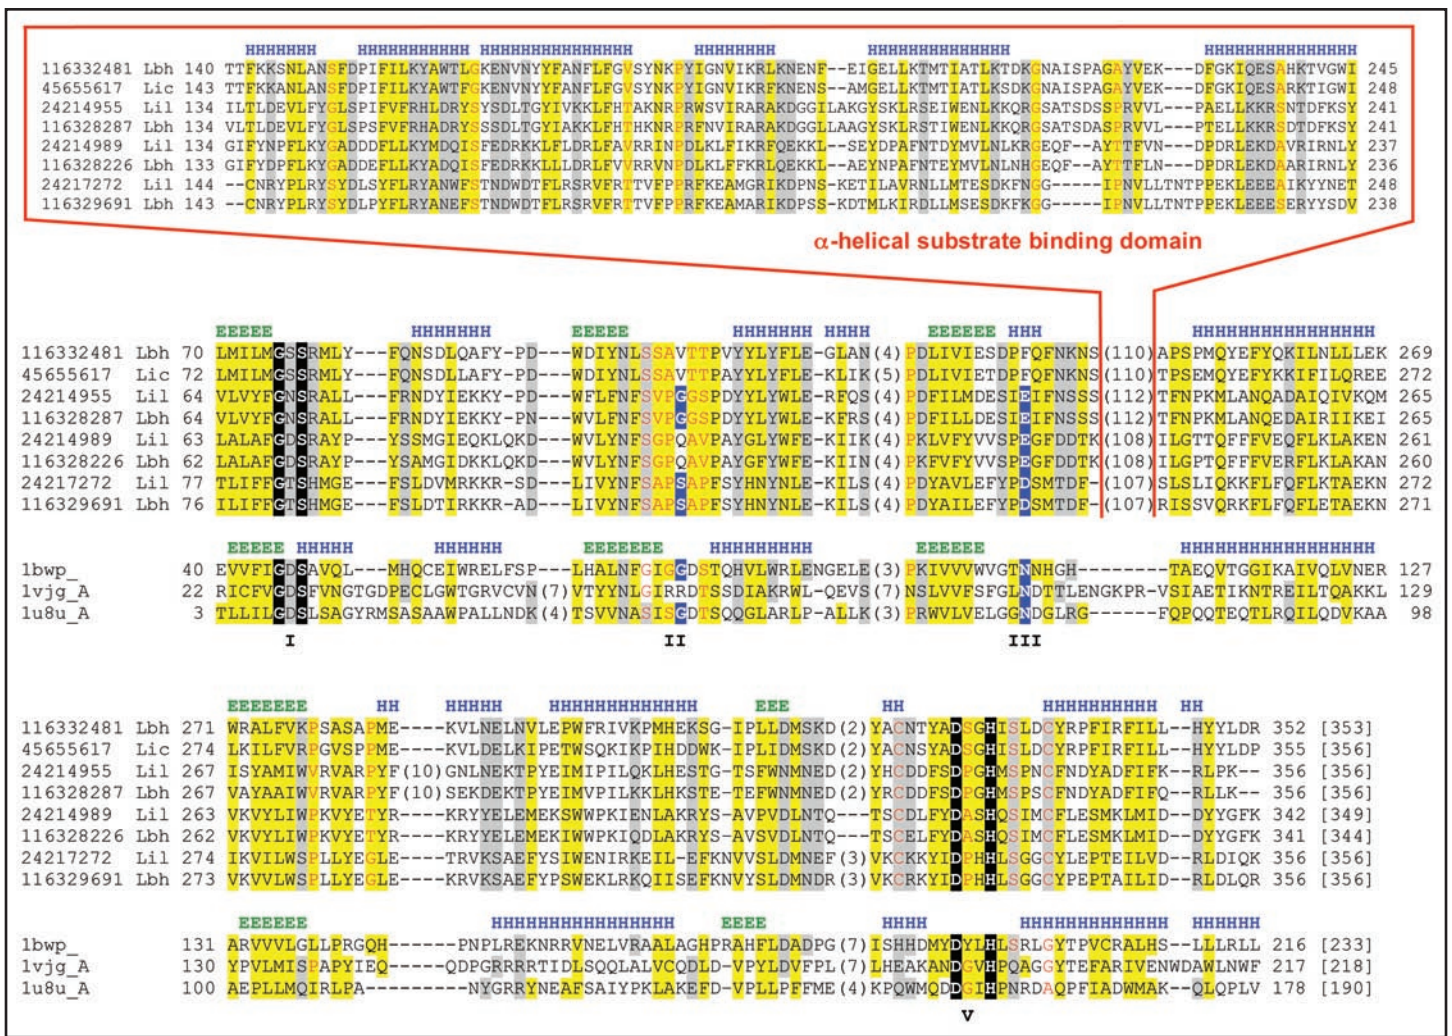 HHHHHHH HHHHHHHHHHH HHHHHHHHHHHHHHH HHHHHHHH HHHHHHHHHHHHHH HHHHHHHHHHHHHHH
116332481 Lbh 140 TTFKKSNLANSFDPIFILKYAWTLGKENVNYYFANFLFGVSYNKPYIGNVIKRLKNENF--EIGELLKTMTIATLKTDKGNAISPAGAYVEK---DFGKIQESAHKTVGWI 245
45655617 Lic 143 TTFKKANLANSFDPIFILKYAWTFGKENVNYYFANFLFGVSYNKPYIGNVIKRFKNENS--AMGELLKTMTIATLKSDKGNAISPAGAYVEK---DFGKIQESARKTIGWI 248
24214955 Lil 134 ILTLDEVLFYGLSPIFVFRHLDRYSLSDLTGYIVKKLFHTAKNRPRWSVIRARAKDGGILAKGYSKLRSEIWENLKKQRGSATSDSSPRVVL--PAELLKKRSNTDFKSY 241
116328287 Lbh 134 VLTLDEVLFYGLSPSFVFRHADRYSSSDLTGYIAKKLFHTHKNRPRFNVIRARAKDGGLLAAGYSKLRSTIWENLKKQRGSATSDASPRVVL--PTELLKKRSDTDFKSY 241
24214989 Lil 134 GIFYNPFLKYGADDDFLLKYMDQISFEDRKKLFLDRLFAVRRINPDLKLFIKRFQEKKL--SEYDPAFNTDYMVLNLKRGEQF--AYTTFVN---DPDRLEKDAVRIRNLY 237
116328226 Lbh 133 GIFYDPFLKYGADEFLLKYADQISFEDRKKLLLDRLFVVRRVNPDLKLFFKRLQEKKL--AEYNPAFNTEYMVLNLNHGEQF--AYTTFLN---DPDRLEKDAARIRNLY 236
24217272 Lil 144 --CNRYPLRYSYDLSYFLRYANWFSTNDWDTFLRSRVFRTTVFPPRFKEAMGRIKDPNS-KETILAVRNLLMTESDKFNGG-----IPNVLLTNTPPEKLEEEAIKYYNET 248
116329691 Lbh 143 --CNRYPLRYSYDLPYFLRYANEFSTNDWDTFLRSRVFRTTVFPPRFKEAMARIKDPSS-KDTMLKIRDLLMSESDKFKGG-----IPNVLLTNTPPEKLEEESERYYSDV 238
α-helical substrate binding domain
EEEEE HHHHHHH EEEEE HHHHHHH HHHH EEEEEE HHH HHHHHHHHHHHHHHHH
116332481 Lbh 70 LMILMGSSRMLY---FQNSDLQAFY-PD---WDIYNLSSAVTTPVYYLYFLE-GLAN(4)PDLIVIESDPFQFNKNS(110)APSPMQYEFYQKILNLLLEK 269
45655617 Lic 72 LMILMGSSRMLY---FQNSDLLAFY-PD---WDIYNLSSAVTTPAYYLYFLE-KLIK(5)PDLIVIETDPFQFNKNS(110)TPSEMQYEFYKKIFILQREE 272
24214955 Lil 64 VLVYFGNSRALL---FRNDYIEKKY-PD---WFLFNFSVPGGSPDYYLYWLE-RFQS(4)PDFILMDESIEIFNSSS(112)TFNPKMLANQADAIQIVKQM 265
116328287 Lbh 64 VLVYFGNSRALL---FRNDYIEKKY-PN---WVLYNFSVPGGSPDYYLYWLE-KFRS(4)PDFILLDESIEIFNSSS(112)TFNPKMLANQEDAIRIIKEI 265
24214989 Lil 63 LALAFGDSRAYP---YSSMGIEQKLQKD---WVLYNFSGPQAVPAYGLYWFE-KIIK(4)PKLVFYVVSPEGFDDTK(108)ILGTTQFFFVEQFLKLAKEN 261
116328226 Lbh 62 LALAFGDSRAYP---YSAMGIDKKLQKD---WVLYNFSGPQAVPAYGFYWFE-KIIN(4)PKFVFYVVSPEGFDDTK(108)ILGPTQFFFVERFLKLAKAN 260
24217272 Lil 77 TLIFFGTSHMGE---FSLDVMRKKK-AD---LIVYNFSAPSAPFSYHNYNLE-KILS(4)PDYAVLEFYPDSMTDF-(107)SLSLIQKKFLFQFLKTAEKN 272
116329691 Lbh 76 ILIFFGTSHMGE---FSLDTIRKKR-AD---LIVYNFSAPSAPFSYHNYNLE-KILS(4)PDYAILEFYPDSMTDF-(107)RISSVQRKFLFQFLETAEKN 271
EEEEE HHHHH HHHHHH EEEEEEE HHHHHHHHH EEEEEE HHHHHHHHHHHHHHHHH
1bwp_ 40 EVVFIGDSAVQL---MHQCEIWRELFSP---LHALNFGIGGDSTQHVLWRLENGELE(3)PKIVVVWVGTNNHGH------TAEQVTGGIKAIVQLVNER 127
1vjg_A 22 RICFVGNSFVNGTGDPECLGWTGRVCVN(7)VTYYNLGIRRDTSSDIAKRWL-QEVS(7)NSLVVFSFGLNDTTLENGKPR-VSIAETIKNTREILTQAKKL 129
1u8u_A 3 TLLILGDSLSAGYRMSASAAWPALLNDK(4)TSVVNASISGDTSQQGLARLP-ALLK(3)PRWVLVELGGNDGLRG------FQPQQTEQTLRQILQDVKAA 98
I II III
EEEEEEE HH HHHHH HHHHHHHHHHHHH EEE HH HHHHHHHHHH HH
116332481 Lbh 271 WRALFVKPSASAPME----KVLNELNVLEPWFRIVKPMHEKSG-IPLLDMSKD(2)YACNTYADSGHISLDCYRPFIRFILL--HYYLDR 352 [353]
45655617 Lic 274 LKILFVRPGVSPPME----KVLDELKIPETWSQKIKPIHDDWK-IPLIDMSKD(2)YACNSYADSGHISLDCYRPFIRFILL--HYYLDP 355 [356]
24214955 Lil 267 ISYAMIWVRVARPYF(10)GNLNEKTPYEIMIPILQKLHESTG-TSFWNMNED(2)YHCDDFSDPGHMSPNCFNDYADFIFK--RLPK-- 356 [356]
116328287 Lbh 267 VAYAAIWVRVARPYF(10)SEKDEKTPYEIMVPILKKLHKSTE-TEFWNMNED(2)YRCDDFSDPGHMSPSCFNDYADFIFQ--RLLK-- 356 [356]
24214989 Lil 263 VKVYLIWPKVYETYR----KRYYELEMEKSIWWPKIENLAKRYS-AVPVDLNTQ---TSCELFYDASHQSIMCFLESMKLMID--DYYGFK 342 [349]
116328226 Lbh 262 VKVYLIWPKVYETYR----KRYYELEMEKIWWPKIQDLAKRYS-AVSVDLNTQ---TSCELFYDASHQSIMCFLESMKLMID--DYYGFK 341 [344]
24217272 Lil 274 IKVILWSPLLYEGLE----TRVKSAEFYSIWENIRKEIL-EFKNVVSLDMNEF(3)VKCKKYIDPHHLSGGCYLEPTEILVD--RLDIQK 356 [356]
116329691 Lbh 273 VKVVLWSPLLYEGLE----KRVKSAEFYPSWEKLRKQIISEFKNVYSLDMNDR(3)VKCRKYIDPHHLSGGCYPEPTAILID--RLDLQR 356 [356]
EEEEEE HHHHHHHHHHHHHHHH EEEE HHHH HHHHHHHHHHHHH HHHHHH
1bwp_ 131 ARVVVLGLLPRGQH------PNPLREKNRRVNELVRAALAGHPRAHFLDADPG(7)ISHHDMYDYLHLSRLGYTPVCRALHS--LLLRLL 216 [233]
1vjg_A 130 YPVLMISPAPYIEQ-----QDPGRRRRTIDLSQQLALVCQDLD-VPYLDVFPL(7)LHEAKANDGVHPQAGGYTEFARIVENWDAWLNWF 217 [218]
1u8u_A 100 AEPLLMQIRLPA--------NYGRRYNEAFSAIYPKLAKEFD-VPLLPFFME(4)KPQWMQDDGIHPNRDAQPFIADWMAK--QLQPLV 178 [190]
V